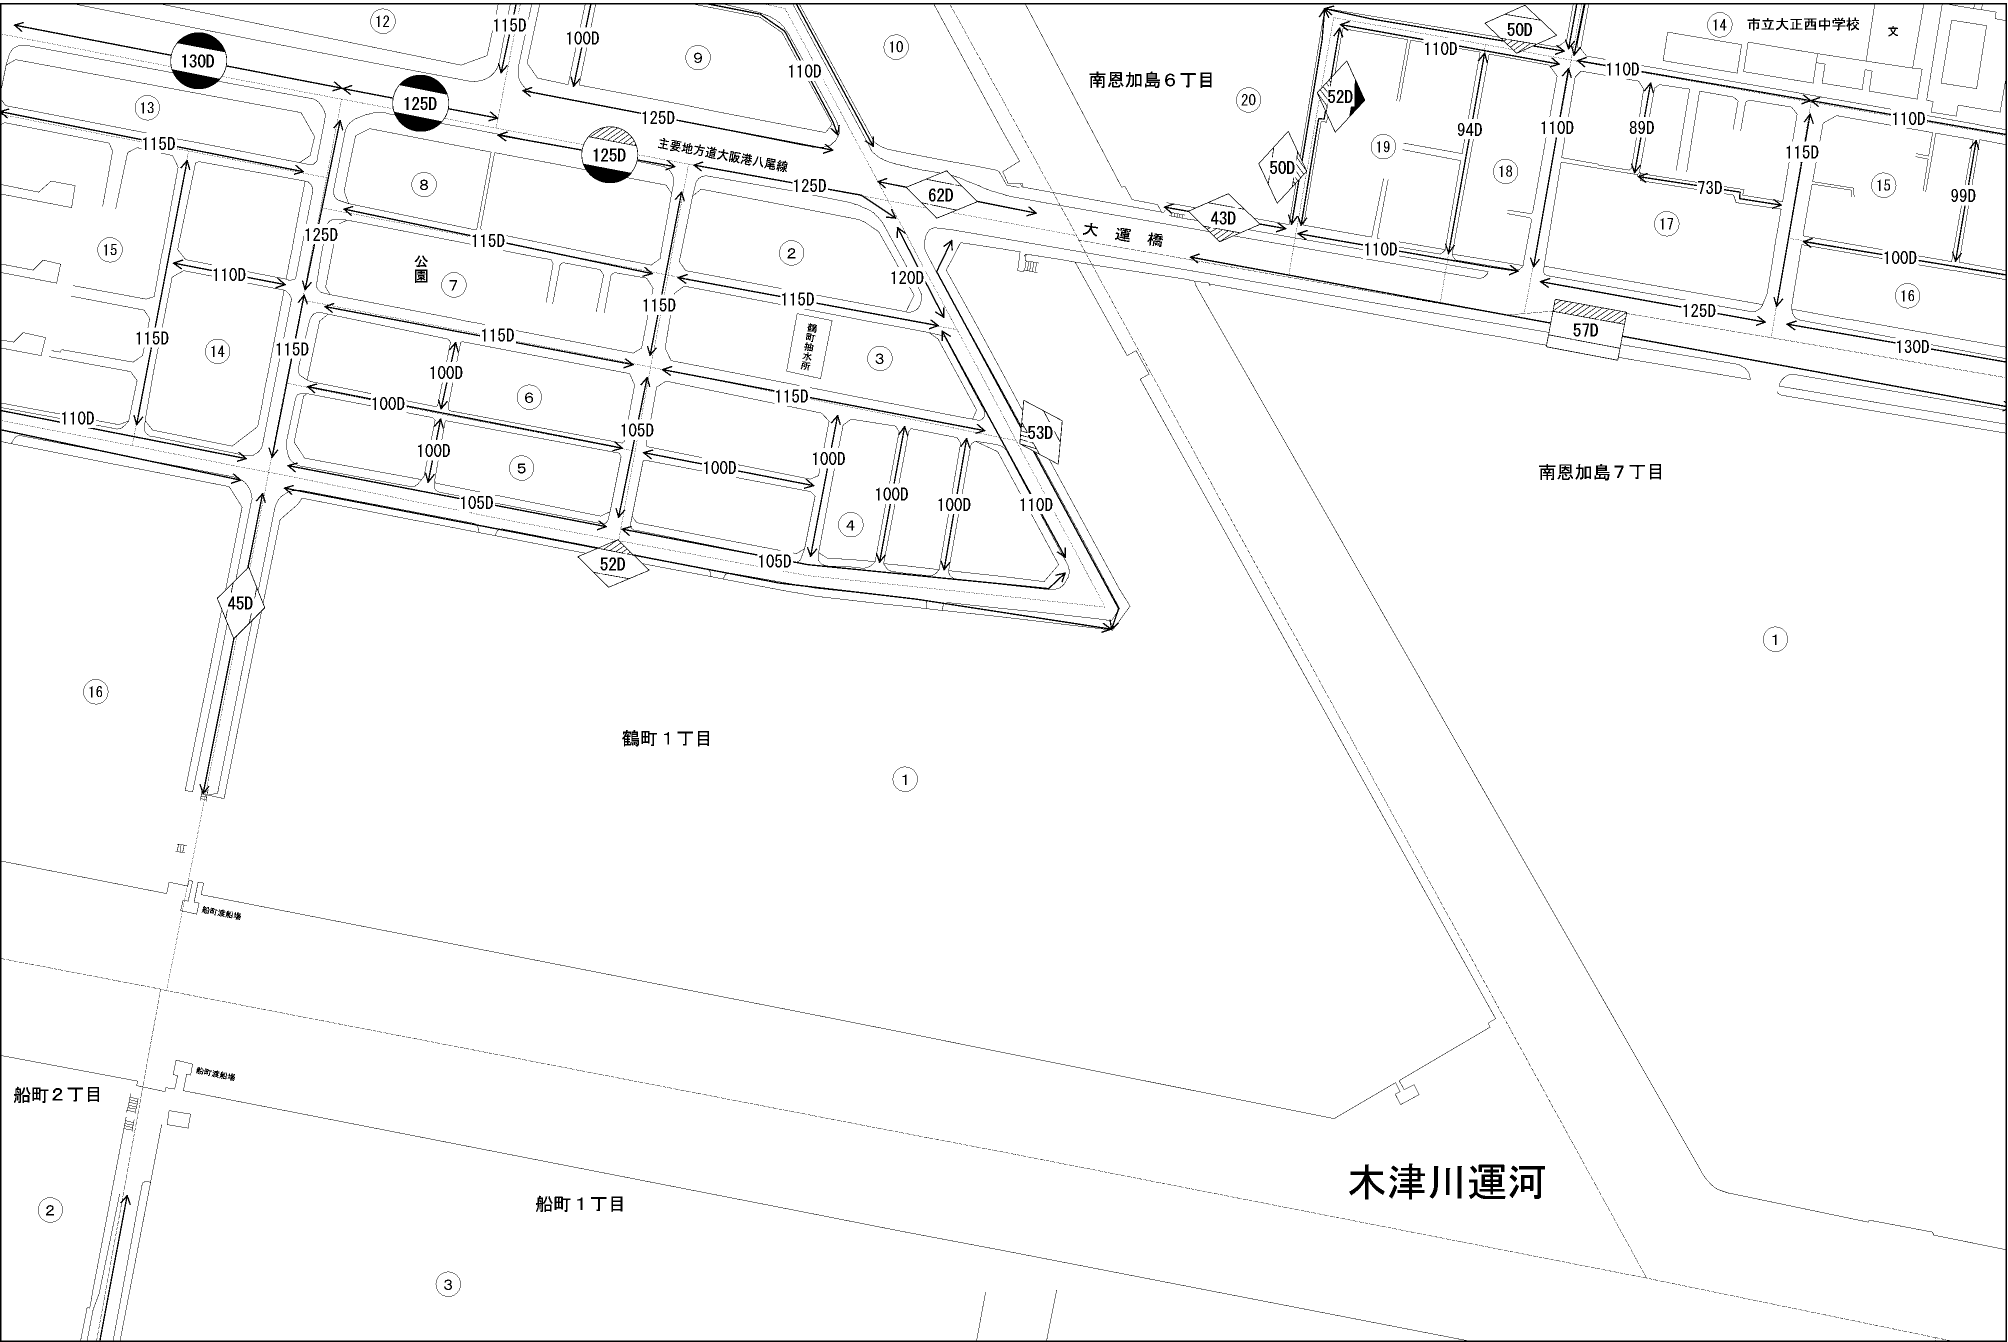 12
115D
100D
9
110D
10
130D
125D
13
125D
主要地方道大阪港八尾線
125D
115D
8
125D
62D
南恩加島６丁目
20
50D
110D
14
市立大正西中学校
文
110D
52D
94D
110D
89D
115D
110D
19
18
50D
73D
15
99D
17
43D
大運橋
110D
100D
16
125D
57D
130D
125D
115D
公園
7
2
120D
15
110D
115D
115D
115D
14
115D
115D
鶴町抽水所
3
100D
6
100D
115D
110D
105D
53D
100D
5
100D
100D
105D
4
100D
100D
110D
52D
105D
45D
南恩加島７丁目
1
16
鶴町１丁目
1
船町渡船場
船町渡船場
船町２丁目
木津川運河
2
船町１丁目
3